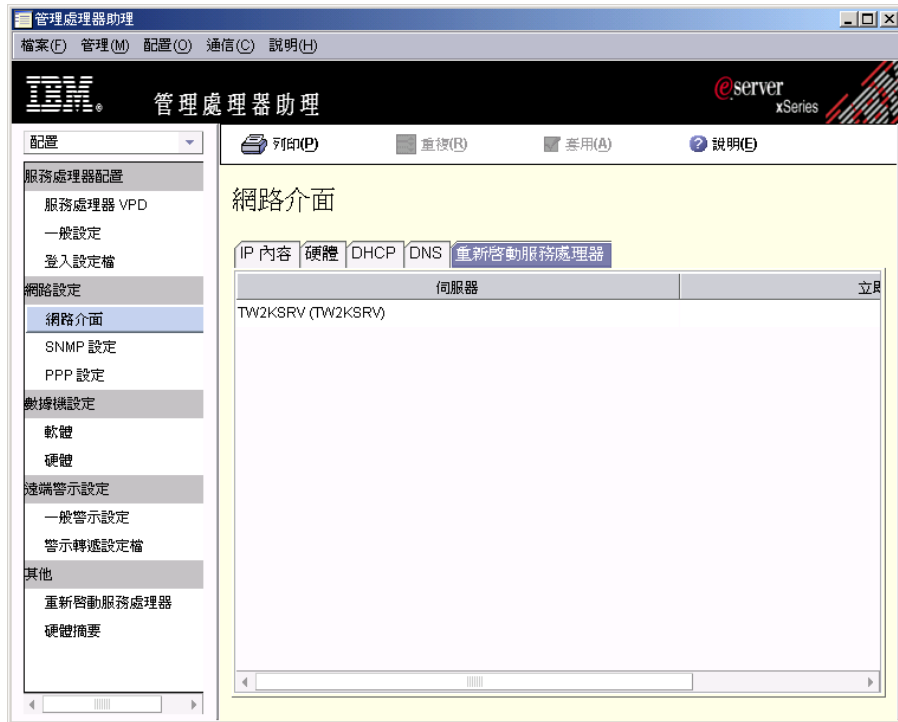 管理處理器助理
檔案(F) 管理(M) 配置(O) 通信(C) 說明(H)
IBM. 管理處理器助理
eserver
xSeries
配置
列印(P) 重複(R) 套用(A) 說明(E)
服務處理器配置
服務處理器 VPD
一般設定
登入設定檔
網路設定
網路介面
SNMP 設定
PPP 設定
數據機設定
軟體
硬體
遠端警示設定
一般警示設定
警示轉遞設定檔
其他
重新啟動服務處理器
硬體摘要
網路介面
IP 內容 硬體 DHCP DNS 重新啟動服務處理器
伺服器 立即
TW2KSRV (TW2KSRV)